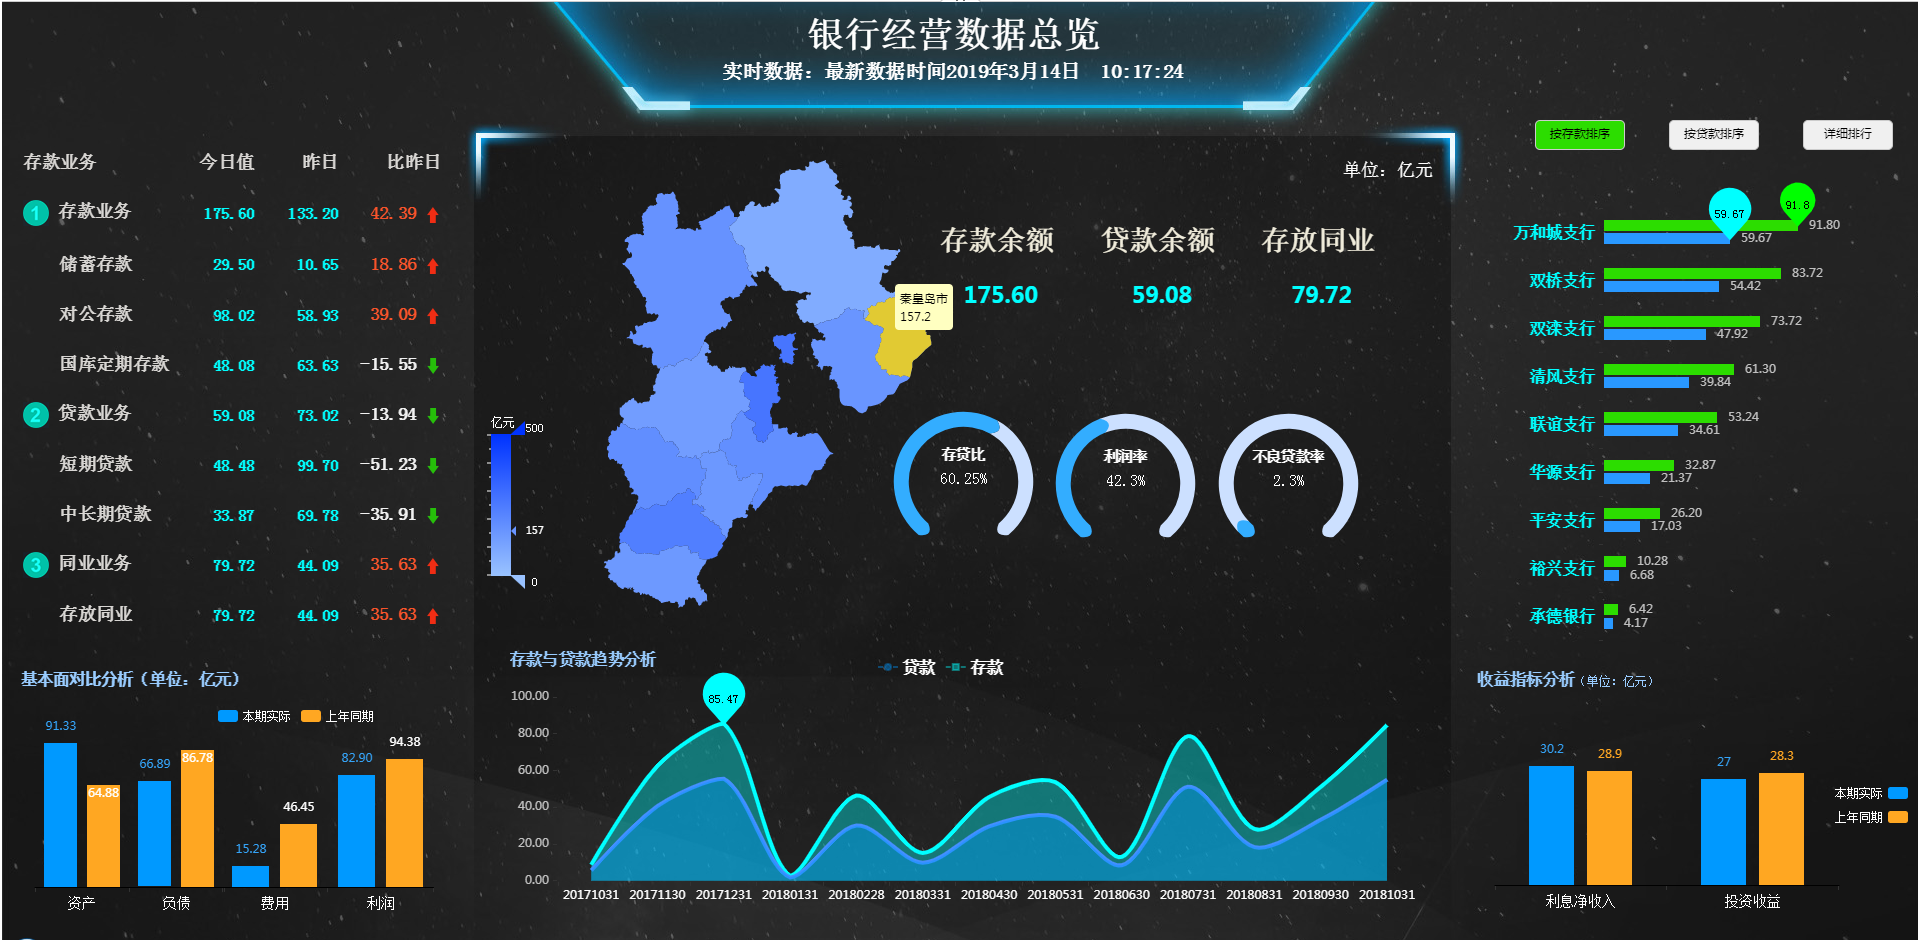 银行经营数据总览
实时数据：最新数据时间2019年3月14日 10:17:24
存款业务 今日值 昨日 比昨日
1 存款业务 175.60 133.20 42.39
储蓄存款 29.50 10.65 18.86
对公存款 98.02 58.93 39.09
国库定期存款 48.08 63.63 -15.55
2 贷款业务 59.08 73.02 -13.94
短期贷款 48.48 99.70 -51.23
中长期贷款 33.87 69.78 -35.91
3 同业业务 79.72 44.09 35.63
存放同业 79.72 44.09 35.63
基本面对比分析（单位：亿元）
本期实际 上年同期
91.33
64.88
66.89
86.78
15.28
46.45
82.90
94.38
资产 负债 费用 利润
单位：亿元
存款余额 贷款余额 存放同业
175.60 59.08 79.72
秦皇岛市
157.2
亿元
500
157
0
存贷比
60.25%
利润率
42.3%
不良贷款率
2.3%
存款与贷款趋势分析
贷款 存款
85.47
100.00
80.00
60.00
40.00
20.00
0.00
20171031 20171130 20171231 20180131 20180228 20180331 20180430 20180531 20180630 20180731 20180831 20180930 20181031
按存款排序 按贷款排序 详细排行
59.67
91.8
万和城支行 91.80
59.67
双桥支行 83.72
54.42
双滦支行 73.72
47.92
清风支行 61.30
39.84
联谊支行 53.24
34.61
华源支行 32.87
21.37
平安支行 26.20
17.03
裕兴支行 10.28
6.68
承德银行 6.42
4.17
收益指标分析（单位：亿元）
30.2
28.9
27
28.3
本期实际
上年同期
利息净收入 投资收益